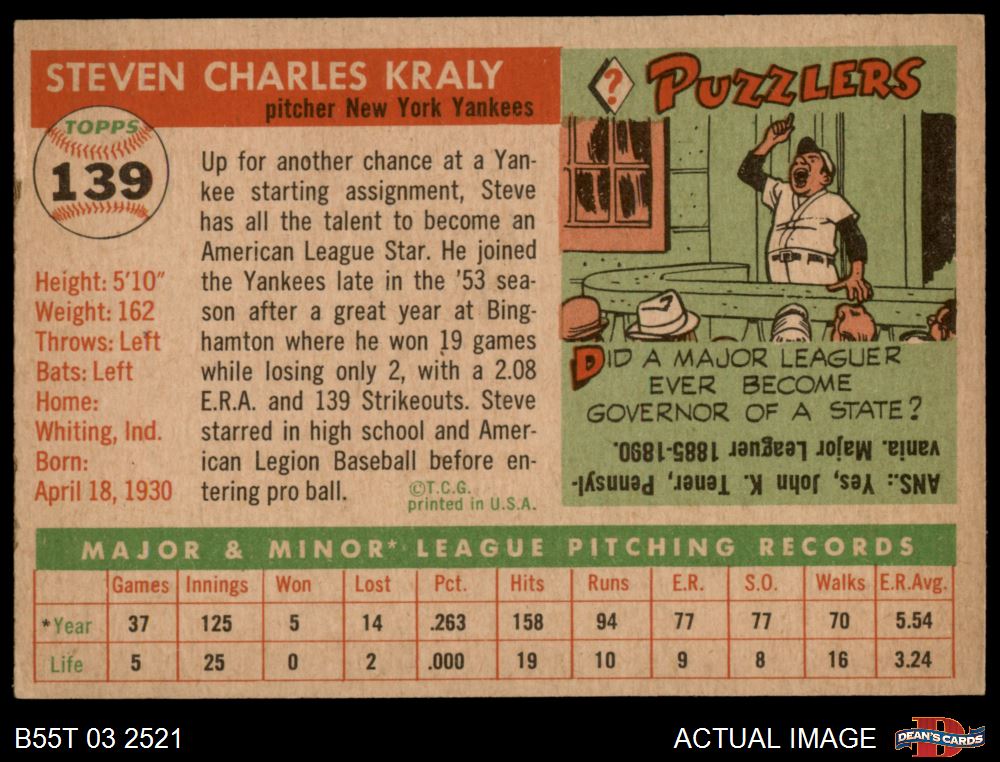 STEVEN CHARLES KRALY
pitcher New York Yankees
TOPPS
139
Height: 5'10"
Weight: 162
Throws: Left
Bats: Left
Home:
Whiting, Ind.
Born:
April 18, 1930
Up for another chance at a Yan-
kee starting assignment, Steve
has all the talent to become an
American League Star. He joined
the Yankees late in the '53 sea-
son after a great year at Bing-
hamton where he won 19 games
while losing only 2, with a 2.08
E.R.A. and 139 Strikeouts. Steve
starred in high school and Amer-
ican Legion Baseball before en-
tering pro ball.
©T.C.G.
printed in U.S.A.
?
PUZZLERS
DID A MAJOR LEAGUER
EVER BECOME
GOVERNOR OF A STATE?
ANS.: Yes, John K. Tener, Pennsyl-
vania. Major Leaguer 1885-1890.
MAJOR & MINOR* LEAGUE PITCHING RECORDS
Games Innings Won Lost Pct. Hits Runs E.R. S.O. Walks E.R.Avg.
*Year 37 125 5 14 .263 158 94 77 77 70 5.54
Life 5 25 0 2 .000 19 10 9 8 16 3.24
B55T 03 2521
ACTUAL IMAGE
D
DEAN'S CARDS